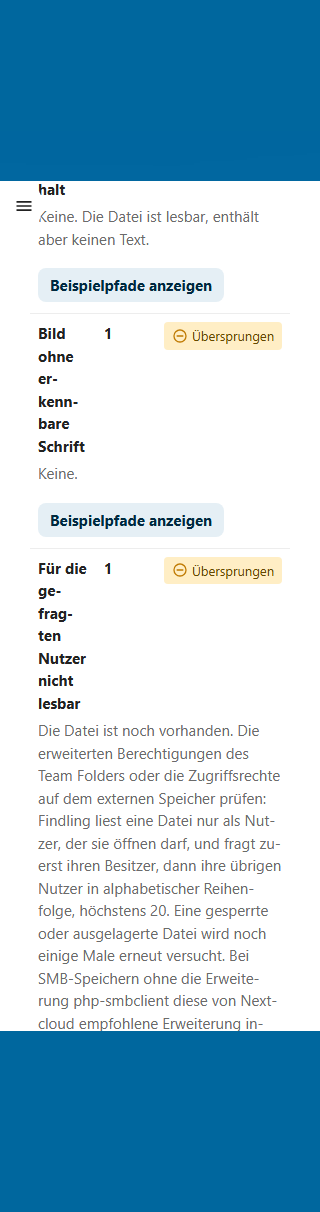 halt
Keine. Die Datei ist lesbar, enthält
aber keinen Text.
Beispielpfade anzeigen
Bild 1 Übersprungen
ohne
er-
kenn-
bare
Schrift
Keine.
Beispielpfade anzeigen
Für die 1 Übersprungen
ge-
frag-
ten
Nutzer
nicht
lesbar
Die Datei ist noch vorhanden. Die
erweiterten Berechtigungen des
Team Folders oder die Zugriffsrechte
auf dem externen Speicher prüfen:
Findling liest eine Datei nur als Nut-
zer, der sie öffnen darf, und fragt zu-
erst ihren Besitzer, dann ihre übrigen
Nutzer in alphabetischer Reihen-
folge, höchstens 20. Eine gesperrte
oder ausgelagerte Datei wird noch
einige Male erneut versucht. Bei
SMB-Speichern ohne die Erweite-
rung php-smbclient diese von Next-
cloud empfohlene Erweiterung in-